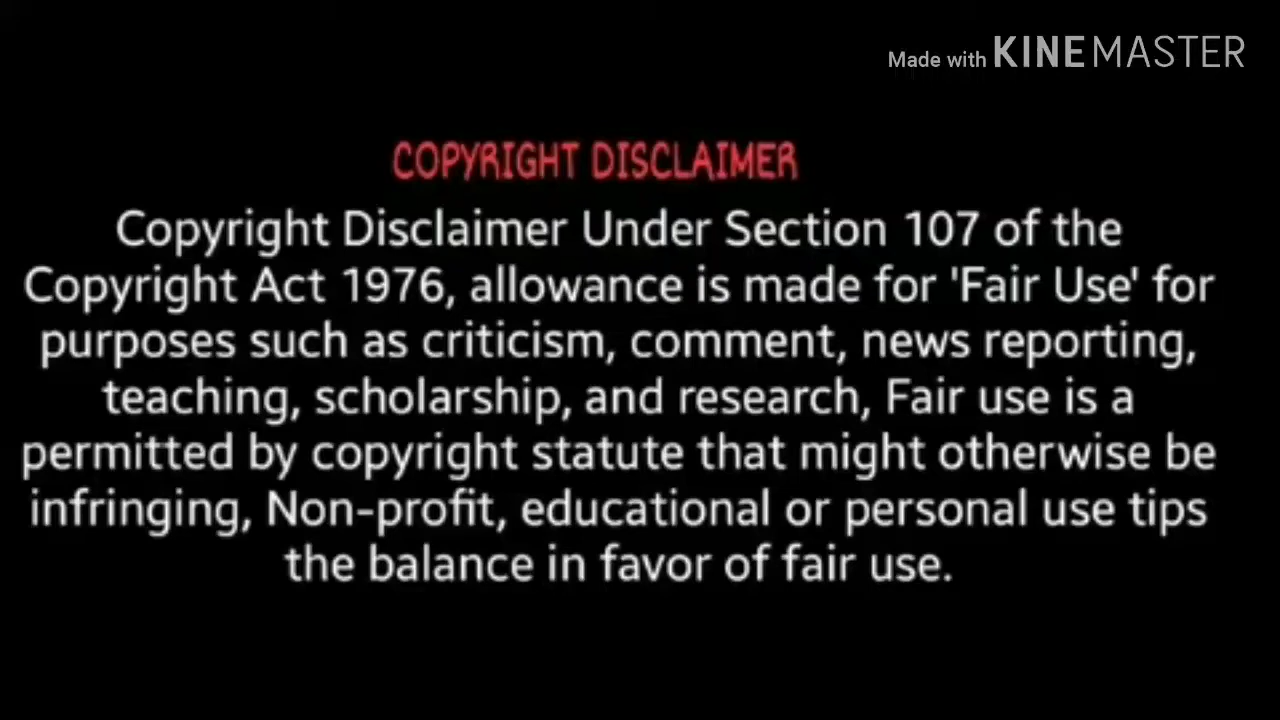 Made with KINEMASTER
COPYRIGHT DISCLAIMER
Copyright Disclaimer Under Section 107 of the
Copyright Act 1976, allowance is made for 'Fair Use' for
purposes such as criticism, comment, news reporting,
teaching, scholarship, and research, Fair use is a
permitted by copyright statute that might otherwise be
infringing, Non-profit, educational or personal use tips
the balance in favor of fair use.